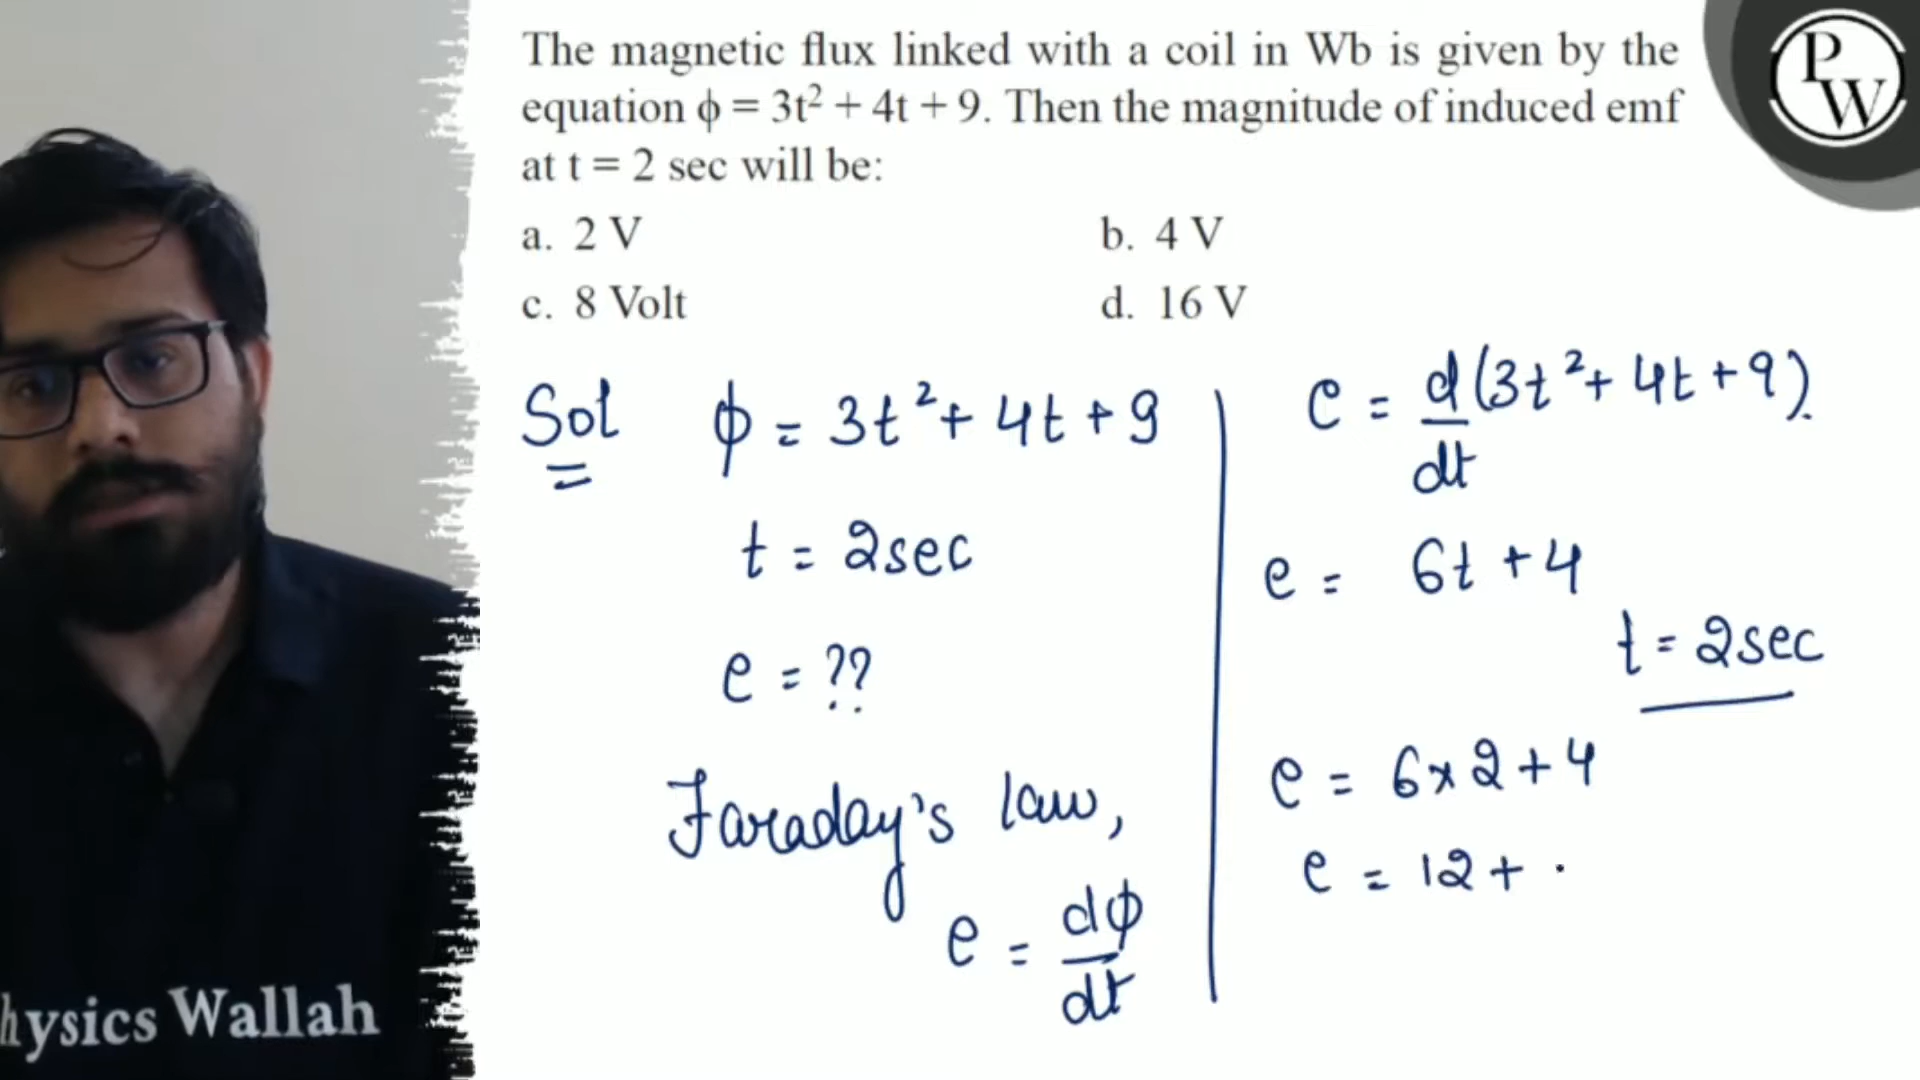 The magnetic flux linked with a coil in Wb is given by the
equation ϕ = 3t² + 4t + 9. Then the magnitude of induced emf
at t = 2 sec will be:
a. 2 V
b. 4 V
c. 8 Volt
d. 16 V
PW
Sol ϕ = 3t² + 4t + 9
t = 2sec
e = ??
Faraday's law,
e = dϕ/dt
e = d/dt (3t² + 4t + 9)
e = 6t + 4
t = 2sec
e = 6×2+4
e = 12+
hysics Wallah